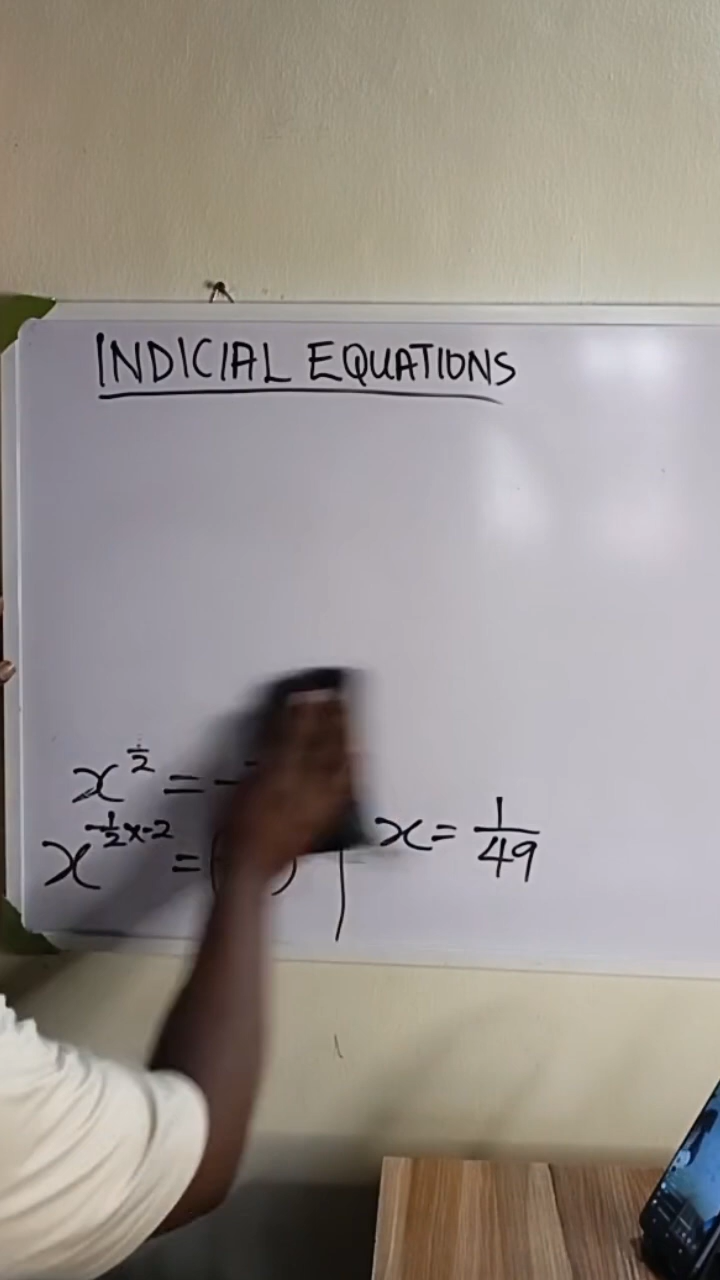 INDICIAL EQUATIONS
x^½ = -
x^(-½ x -2) = ( )
x = 1/49